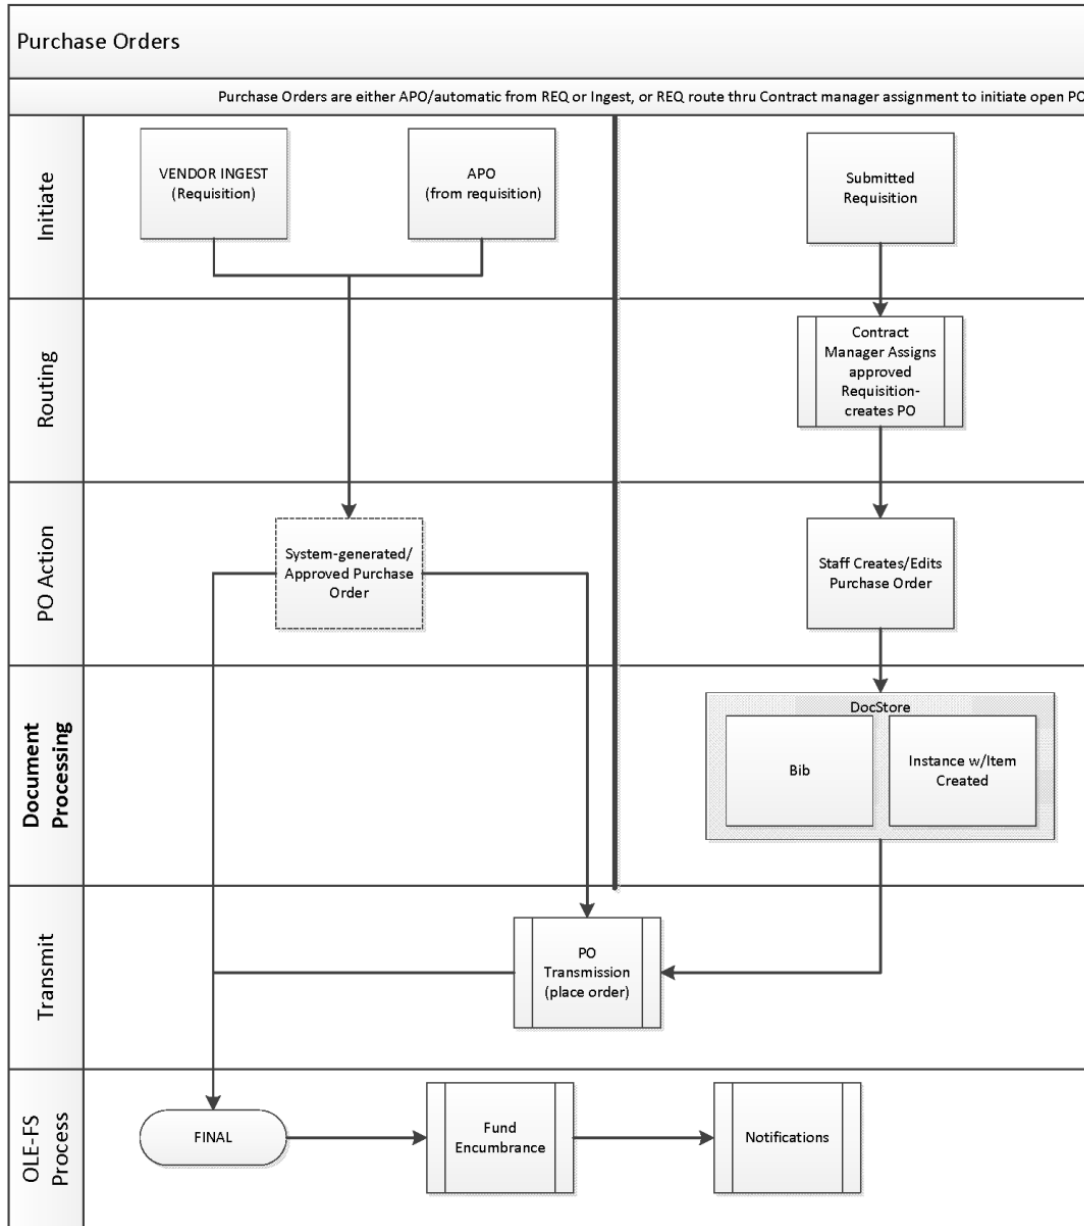 Purchase Orders
Purchase Orders are either APO/automatic from REQ or Ingest, or REQ route thru Contract manager assignment to initiate open PO
Initiate
VENDOR INGEST
(Requisition)
APO
(from requisition)
Submitted
Requisition
Routing
Contract
Manager Assigns
approved
Requisition-
creates PO
PO Action
System-generated/
Approved Purchase
Order
Staff Creates/Edits
Purchase Order
Document
Processing
DocStore
Bib
Instance w/Item
Created
Transmit
PO
Transmission
(place order)
OLE-FS
Process
FINAL
Fund
Encumbrance
Notifications